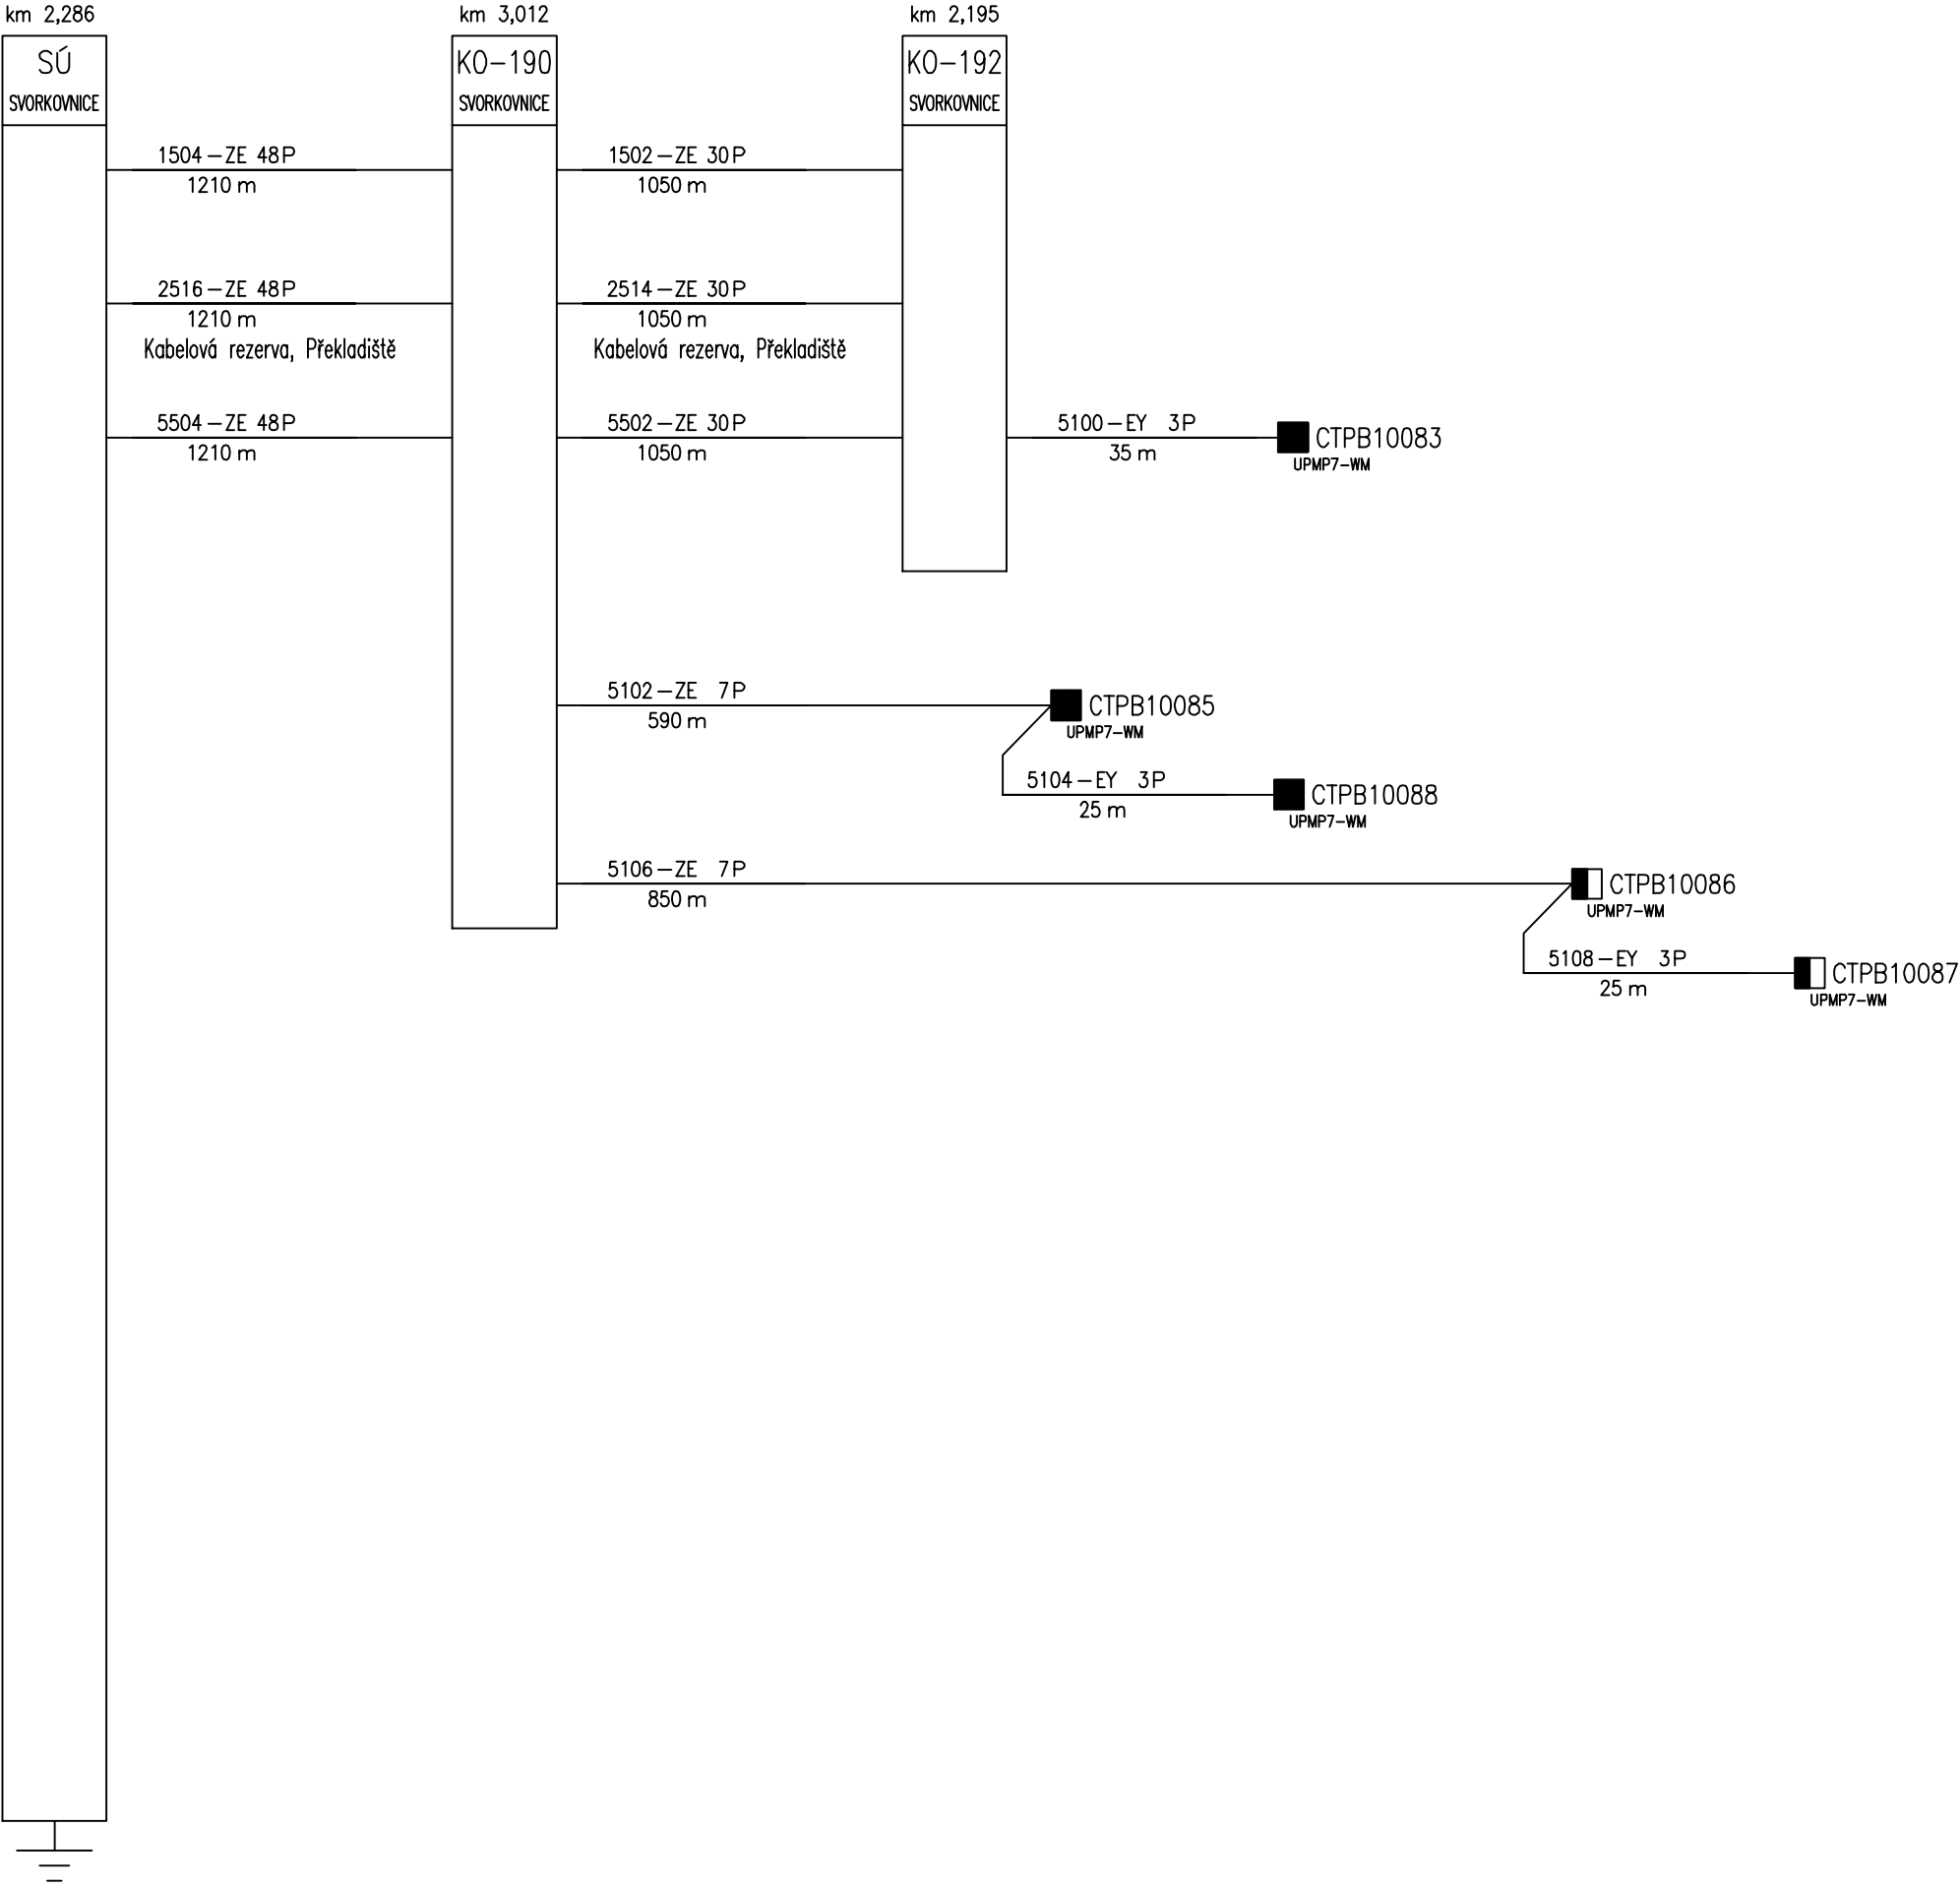 km 2,286
km 3,012
km 2,195
SÚ
SVORKOVNICE
KO-190
SVORKOVNICE
KO-192
SVORKOVNICE
1504-ZE 48P
1210 m
1502-ZE 30P
1050 m
2516-ZE 48P
1210 m
Kabelová rezerva, Překladiště
2514-ZE 30P
1050 m
Kabelová rezerva, Překladiště
5504-ZE 48P
1210 m
5502-ZE 30P
1050 m
5100-EY 3P
35 m
CTPB10083
UPMP7-WM
5102-ZE 7P
590 m
CTPB10085
UPMP7-WM
5104-EY 3P
25 m
CTPB10088
UPMP7-WM
5106-ZE 7P
850 m
CTPB10086
UPMP7-WM
5108-EY 3P
25 m
CTPB10087
UPMP7-WM